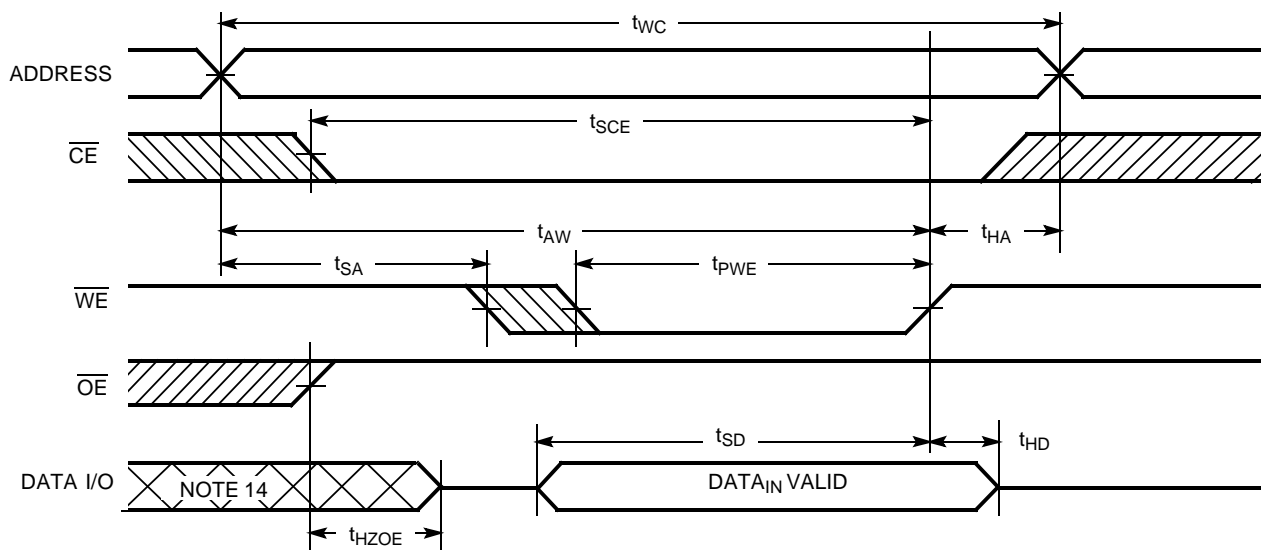 tWC
ADDRESS
tSCE
CE
tAW
tHA
tSA
tPWE
WE
OE
tSD
tHD
DATA I/O
NOTE 14
DATAIN VALID
tHZOE